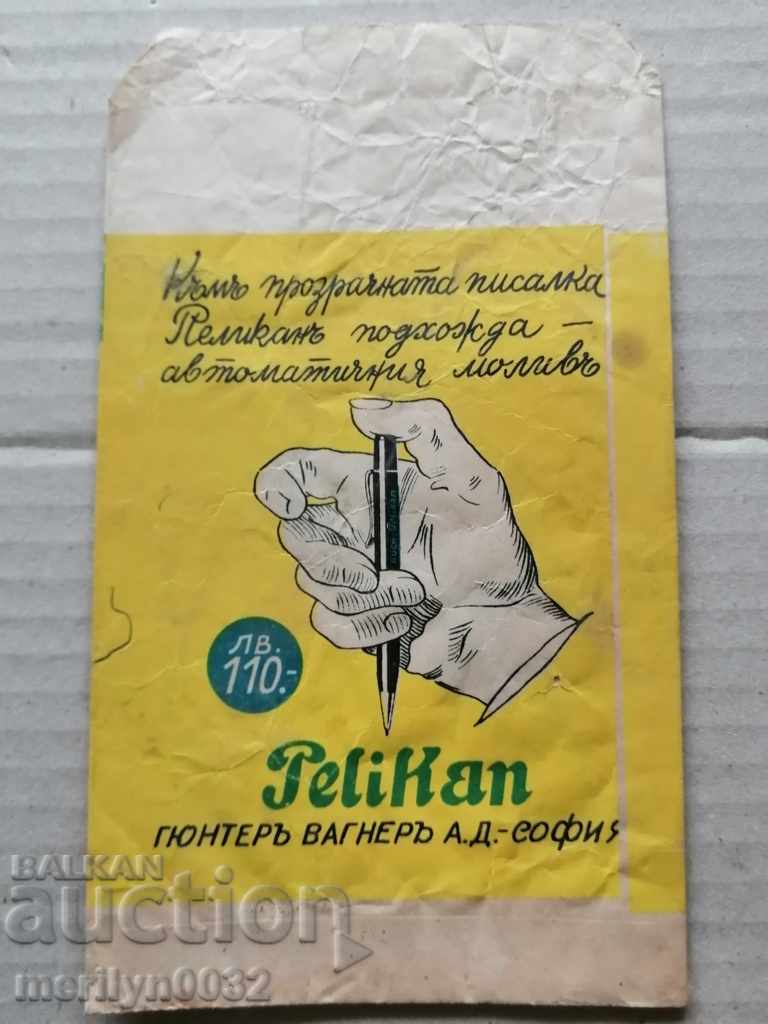 Къмъ прозрачната писалка
Пеликанъ подхожда —
автоматичния моливъ
ЛВ.
110.-
Pelikan
ГЮНТЕРЪ ВАГНЕРЪ А.Д.-СОФИЯ
BALKAN
auction
merilyn0032